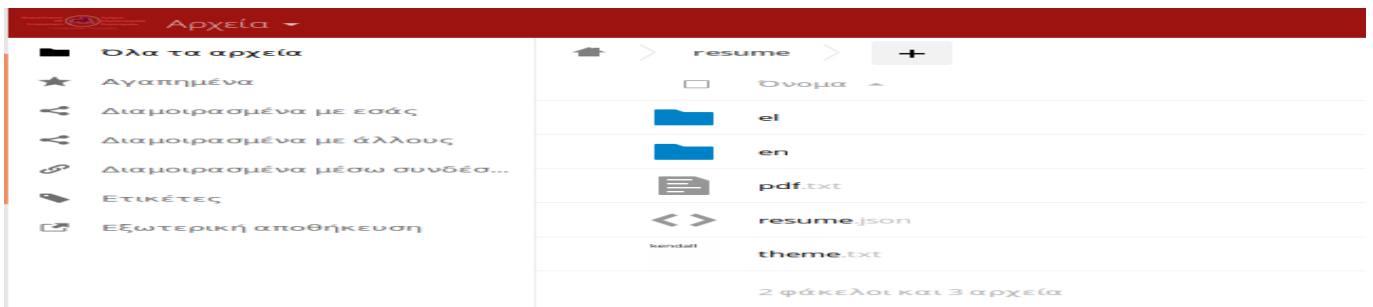 Αρχεία
Όλα τα αρχεία
Αγαπημένα
Διαμοιρασμένα με εσάς
Διαμοιρασμένα με άλλους
Διαμοιρασμένα μέσω συνδέσ...
Ετικέτες
Εξωτερική αποθήκευση
resume +
Όνομα
el
en
pdf.txt
resume.json
kendall
theme.txt
2 φάκελοι και 3 αρχεία